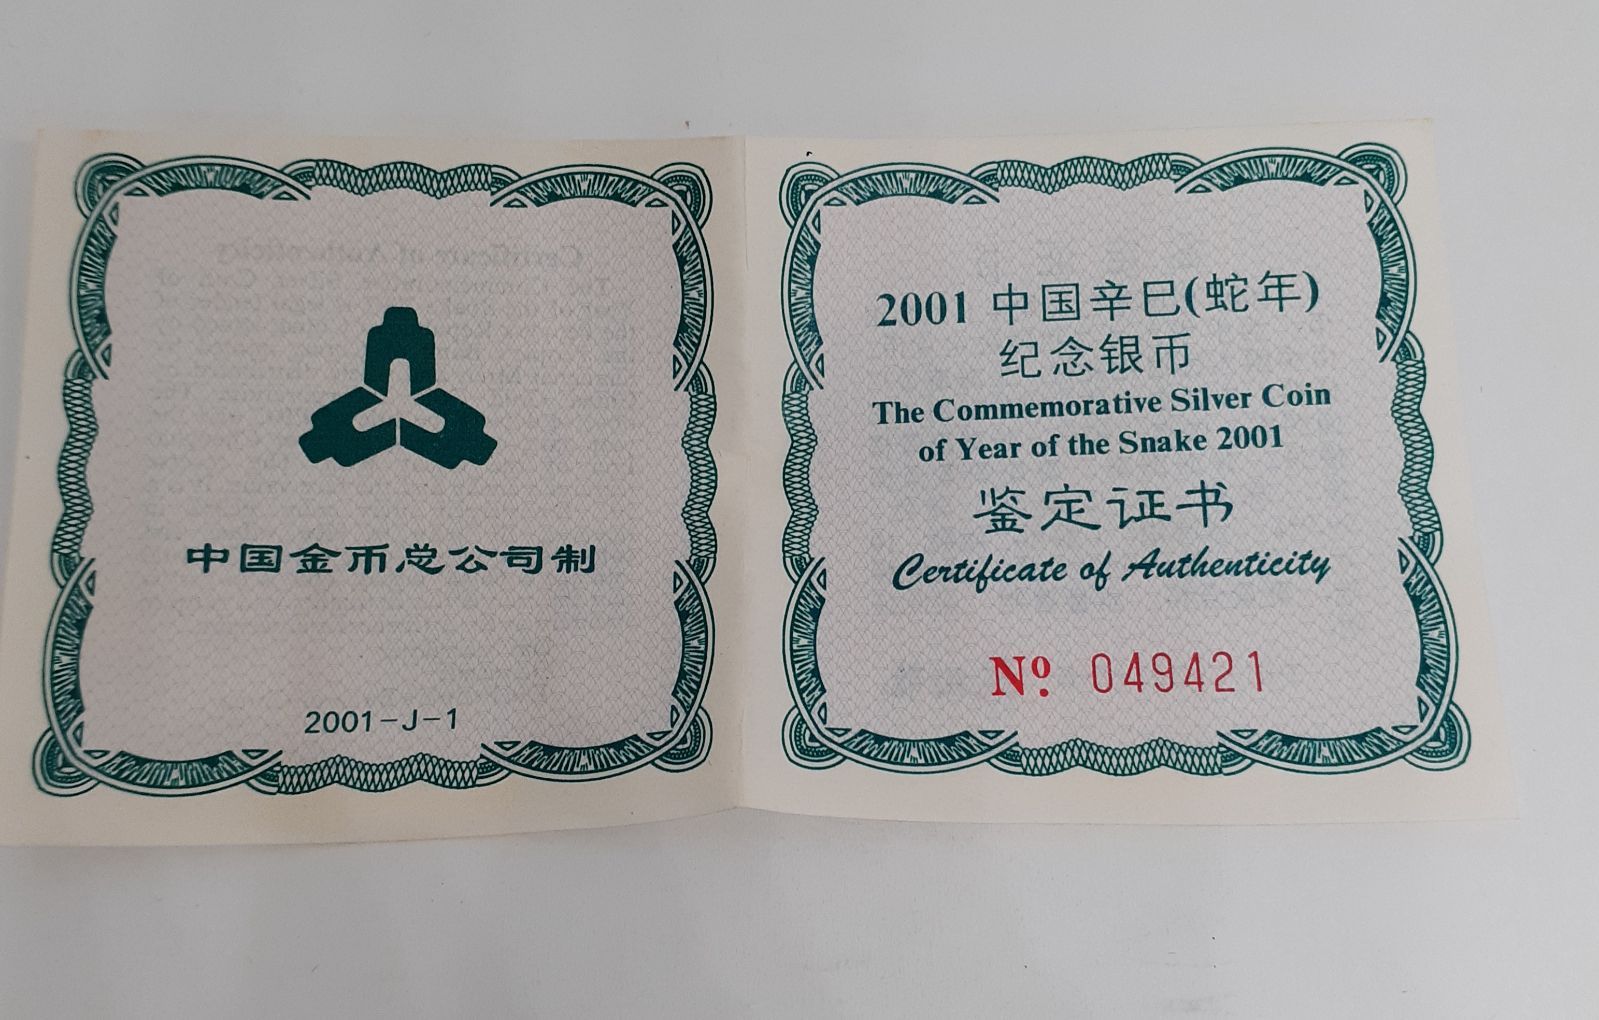 中国金币总公司制
2001-J-1
2001 中国辛巳(蛇年)
纪念银币
The Commemorative Silver Coin
of Year of the Snake 2001
鉴定证书
Certificate of Authenticity
Nº. 049421